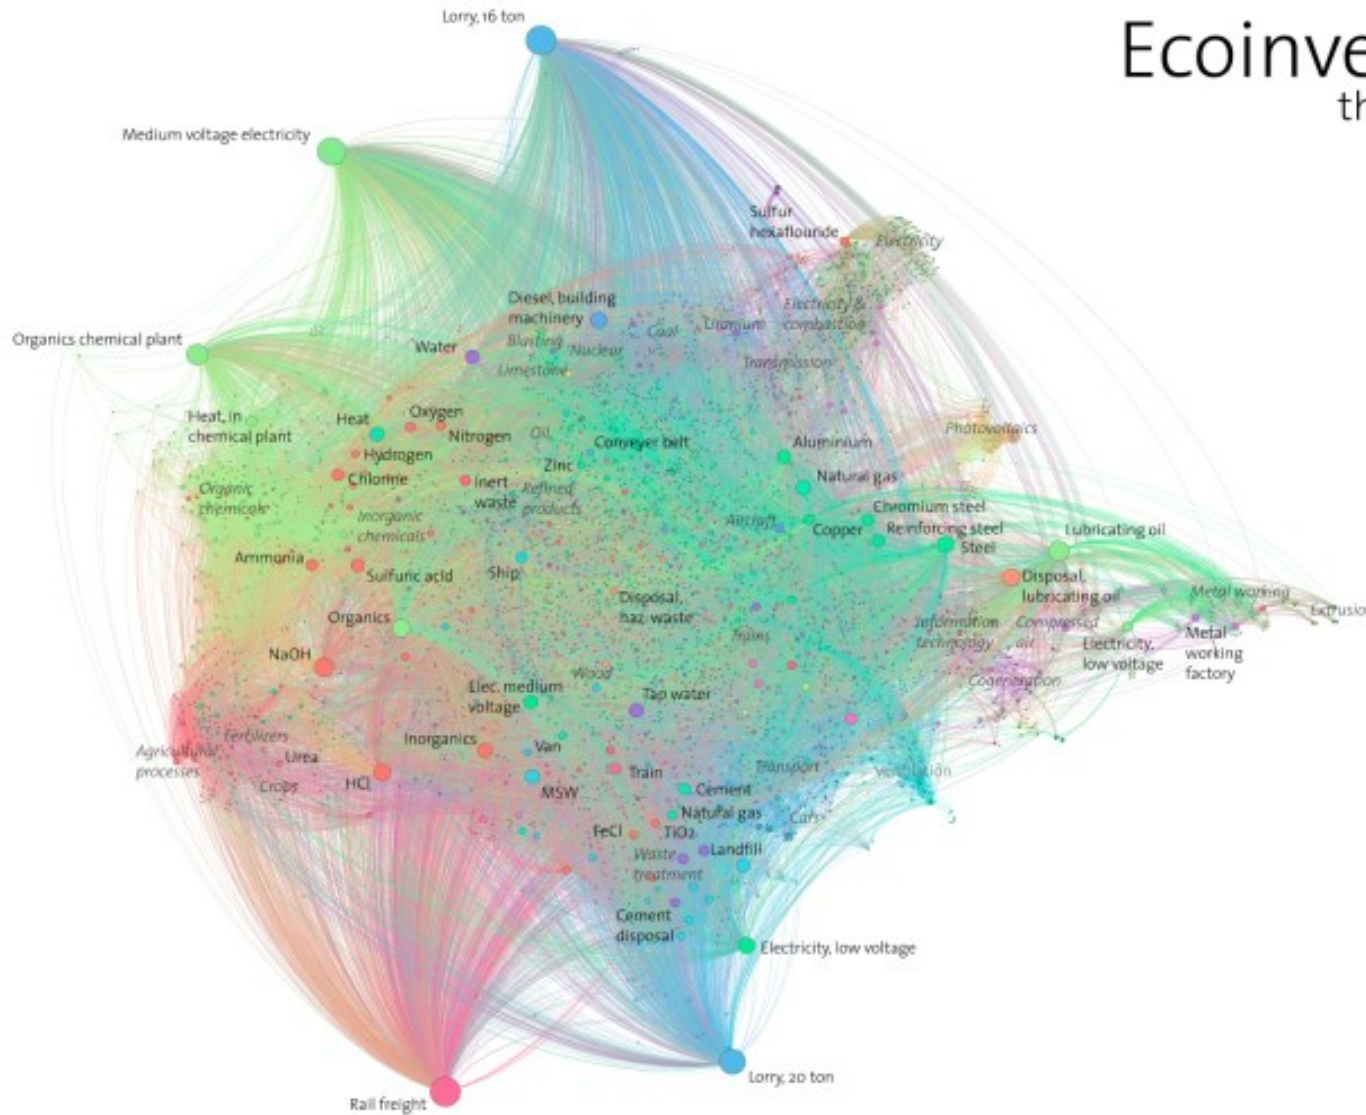 Lorry, 16 ton
Ecoinve
th
Medium voltage electricity
Sulfur
hexaflouride
Electricity
Diesel, building
machinery
Electricity &
combustion
Coal
Uranium
Organics chemical plant
Water
Blasting
Nuclear
Limestone
Transmission
Heat, in
chemical plant
Heat
Oxygen
Nitrogen
Oil
Conveyer belt
Aluminium
Photovoltaics
Hydrogen
Chlorine
Zinc
Inert
waste
Refined
products
Natural gas
Organic
chemicals
Inorganic
chemicals
Aircraft
Copper
Chromium steel
Reinforcing steel
Steel
Lubricating oil
Ammonia
Sulfuric acid
Ship
Disposal,
haz waste
Disposal,
lubricating oil
Metal working
Extrusio
Organics
Trains
Information
technology
Compressed
air
Electricity,
low voltage
Metal
working
factory
NaOH
Wood
Cogeneration
Elec. medium
voltage
Tap water
Agricultural
processes
Fertilizers
Urea
Crops
HCl
Inorganics
Van
MSW
Train
Transport
Ventilation
Cement
Natural gas
Cars
FeCl
TiO2
Landfill
Waste
treatment
Cement
disposal
Electricity, low voltage
Lorry, 20 ton
Rail freight